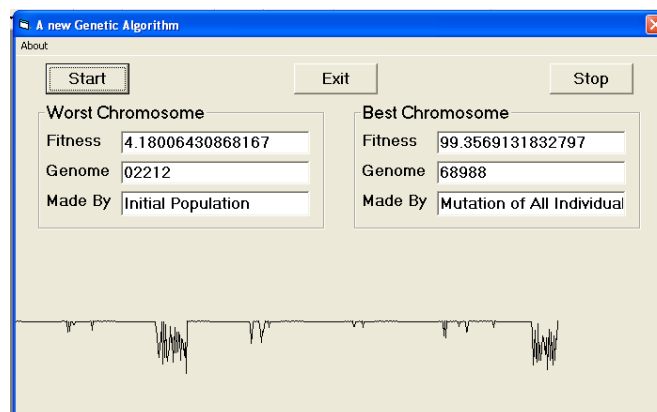 A new Genetic Algorithm
About
Start Exit Stop
Worst Chromosome
Fitness 4.18006430868167
Genome 02212
Made By Initial Population
Best Chromosome
Fitness 99.3569131832797
Genome 68988
Made By Mutation of All Individual